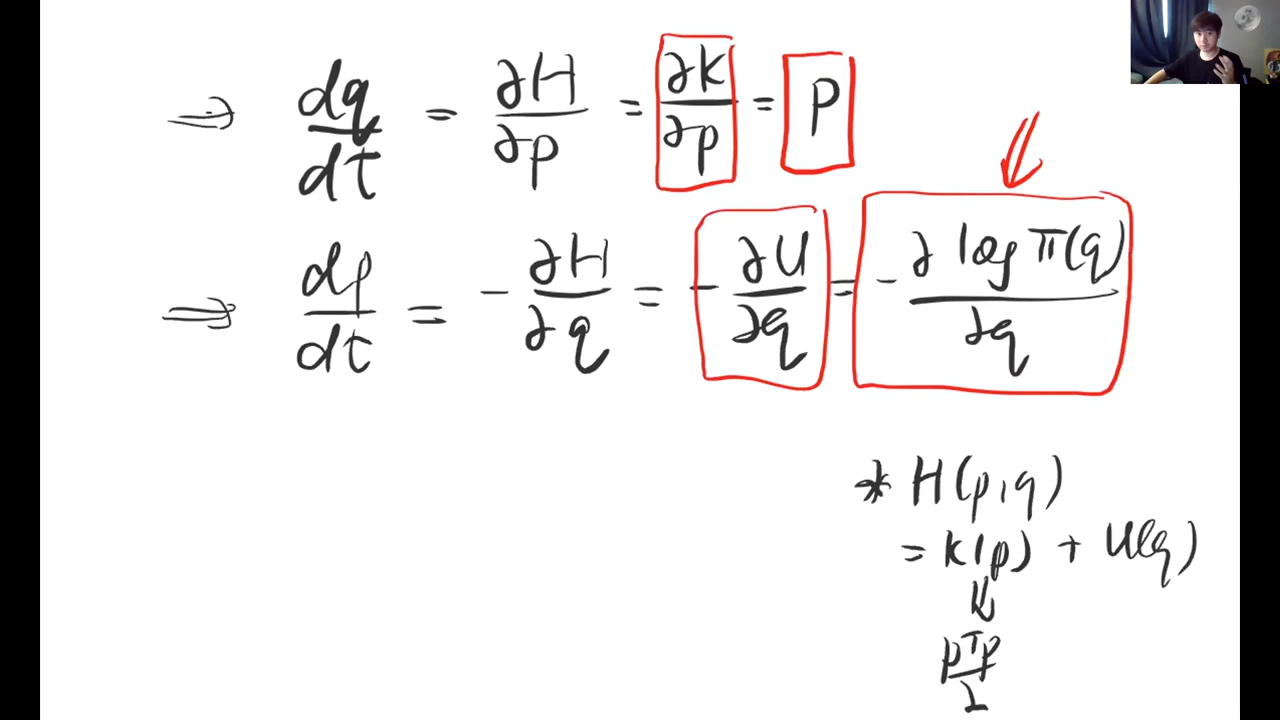 ⇒ dq/dt = ∂H/∂p = ∂K/∂p = p
⇒ dp/dt = -∂H/∂q = -∂U/∂q = -∂ log π(q)/∂q
* H(p,q)
= K(p) + U(q)
pᵀp/2